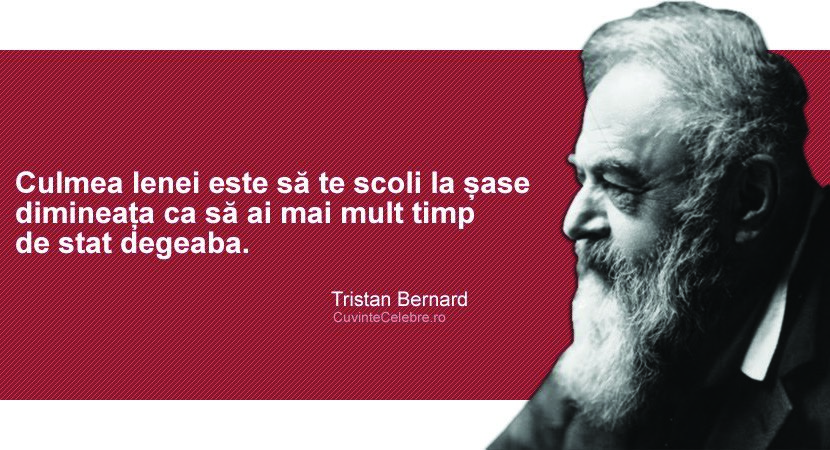 Culmea lenei este să te scoli la șase
dimineața ca să ai mai mult timp
de stat degeaba.
Tristan Bernard
CuvinteCelebre.ro